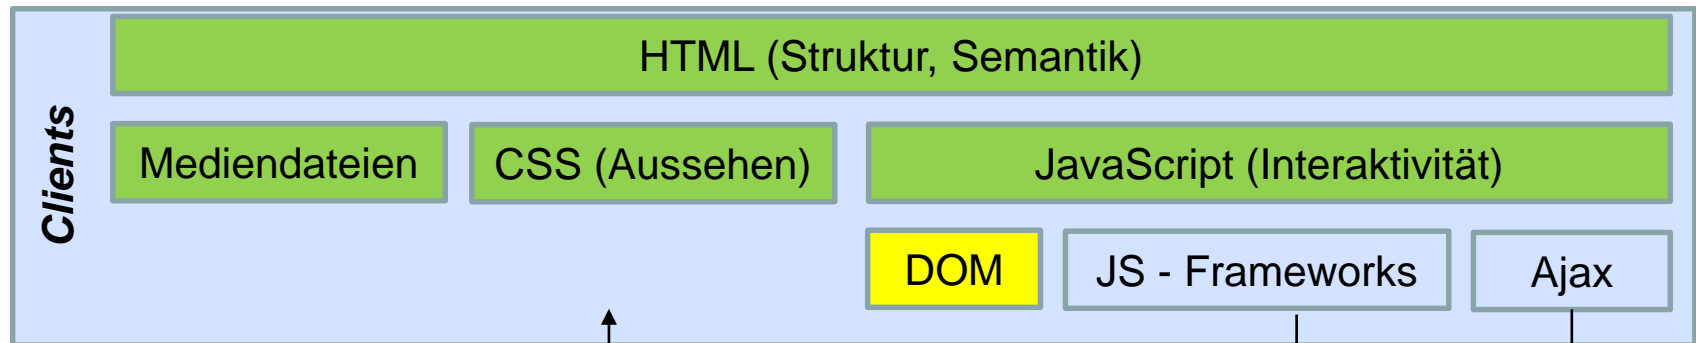 Clients
HTML (Struktur, Semantik)
Mediendateien
CSS (Aussehen)
JavaScript (Interaktivität)
DOM
JS - Frameworks
Ajax